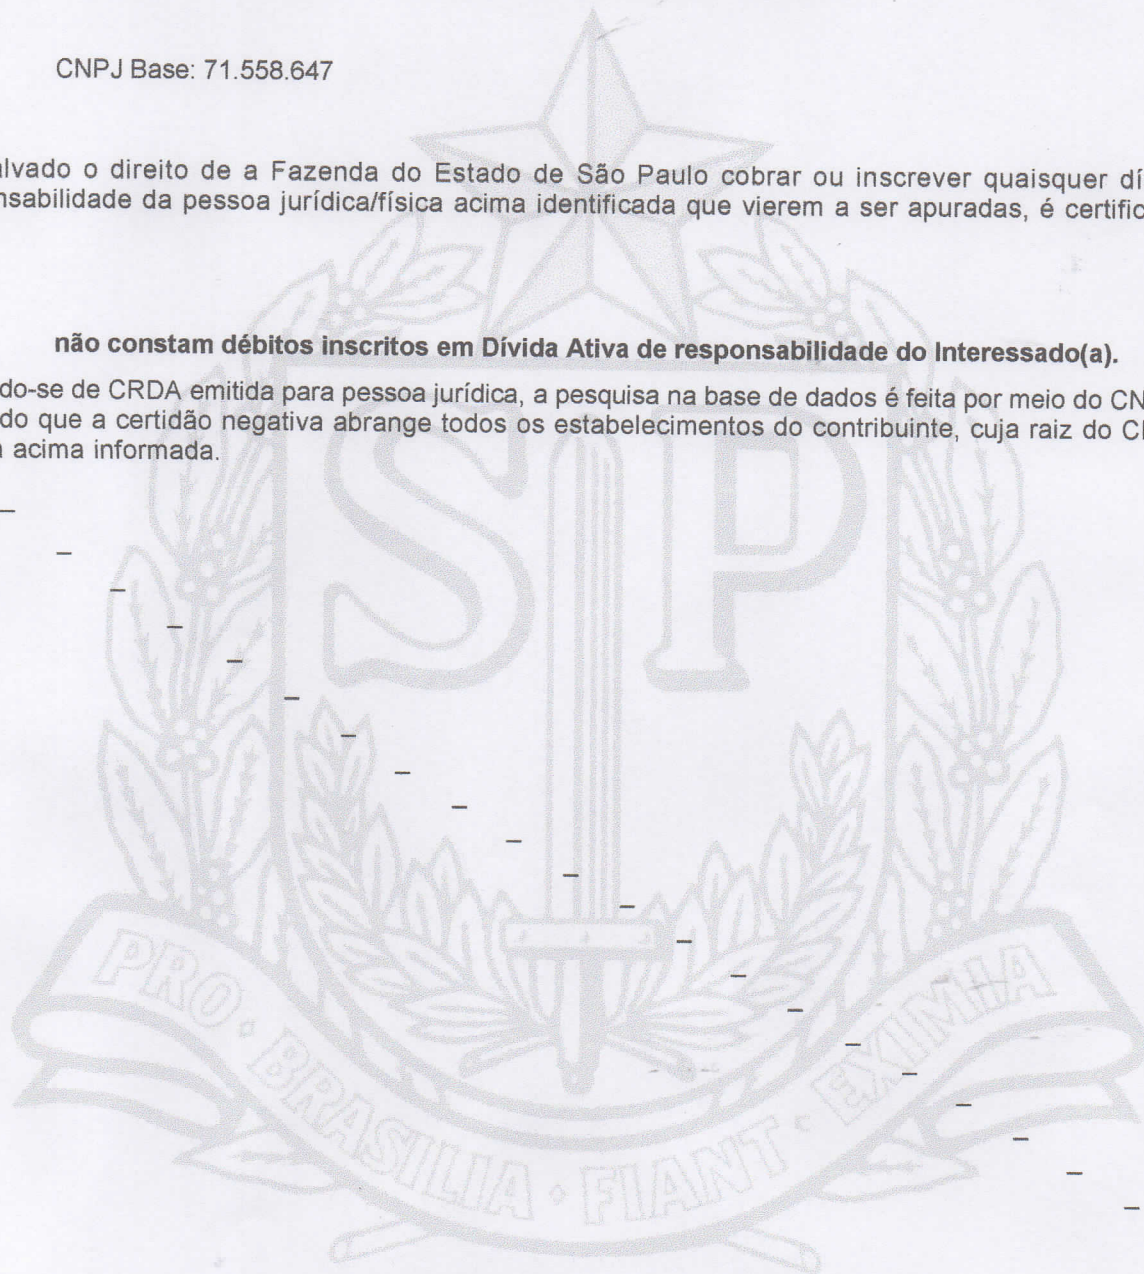 CNPJ Base: 71.558.647
lvado o direito de a Fazenda do Estado de São Paulo cobrar ou inscrever quaisquer dí
nsabilidade da pessoa jurídica/física acima identificada que vierem a ser apuradas, é certific
não constam débitos inscritos em Dívida Ativa de responsabilidade do Interessado(a).
do-se de CRDA emitida para pessoa jurídica, a pesquisa na base de dados é feita por meio do CN
do que a certidão negativa abrange todos os estabelecimentos do contribuinte, cuja raiz do C
acima informada.
SP
PRO · BRASILIA · FIANT · EXIMIA